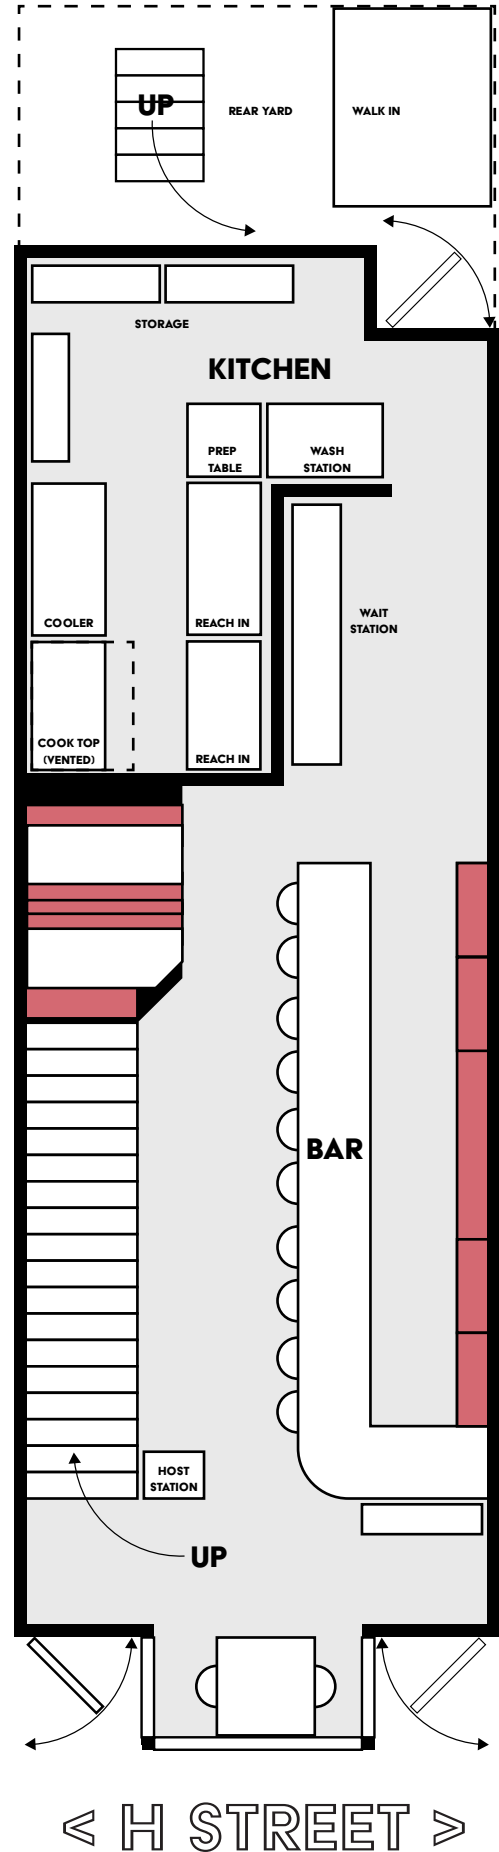 UP
REAR YARD
WALK IN
STORAGE
KITCHEN
PREP
TABLE
WASH
STATION
COOLER
REACH IN
WAIT
STATION
COOK TOP
(VENTED)
REACH IN
BAR
HOST
STATION
UP
< H STREET >